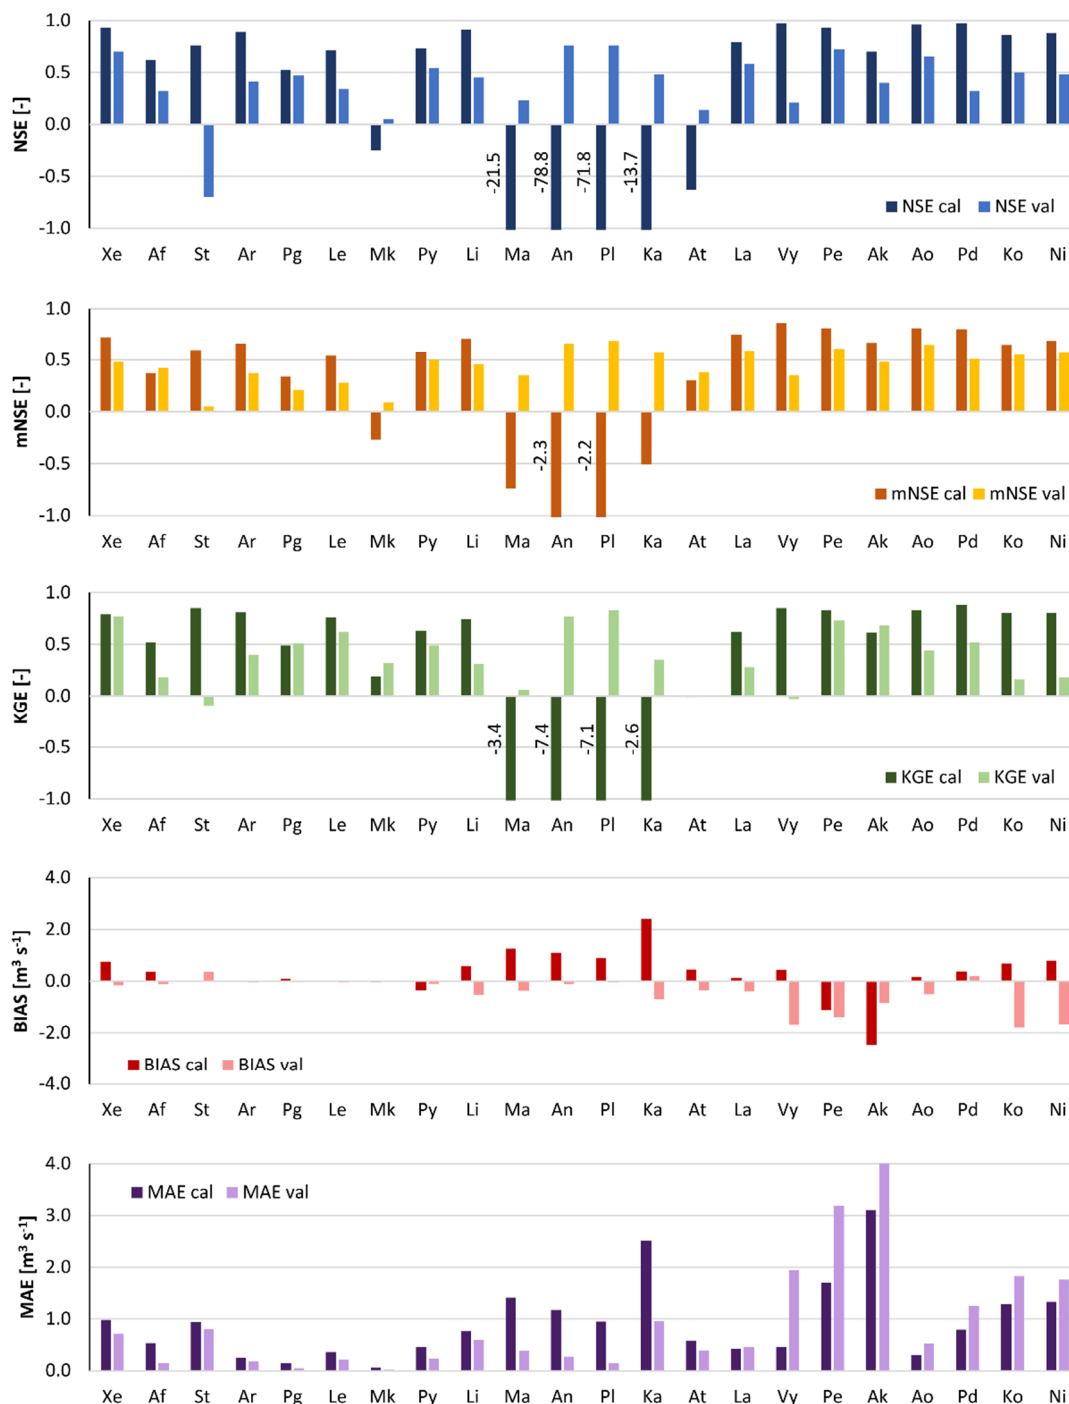 1.0
0.5
0.0
-0.5
-1.0
NSE [-]
-21.5
-78.8
-71.8
-13.7
NSE cal NSE val
Xe Af St Ar Pg Le Mk Py Li Ma An Pl Ka At La Vy Pe Ak Ao Pd Ko Ni
1.0
0.5
0.0
-0.5
-1.0
mNSE [-]
-2.3
-2.2
mNSE cal mNSE val
Xe Af St Ar Pg Le Mk Py Li Ma An Pl Ka At La Vy Pe Ak Ao Pd Ko Ni
1.0
0.5
0.0
-0.5
-1.0
KGE [-]
-3.4
-7.4
-7.1
-2.6
KGE cal KGE val
Xe Af St Ar Pg Le Mk Py Li Ma An Pl Ka At La Vy Pe Ak Ao Pd Ko Ni
4.0
2.0
0.0
-2.0
-4.0
BIAS [m³ s⁻¹]
BIAS cal BIAS val
Xe Af St Ar Pg Le Mk Py Li Ma An Pl Ka At La Vy Pe Ak Ao Pd Ko Ni
4.0
3.0
2.0
1.0
0.0
MAE [m³ s⁻¹]
MAE cal MAE val
Xe Af St Ar Pg Le Mk Py Li Ma An Pl Ka At La Vy Pe Ak Ao Pd Ko Ni